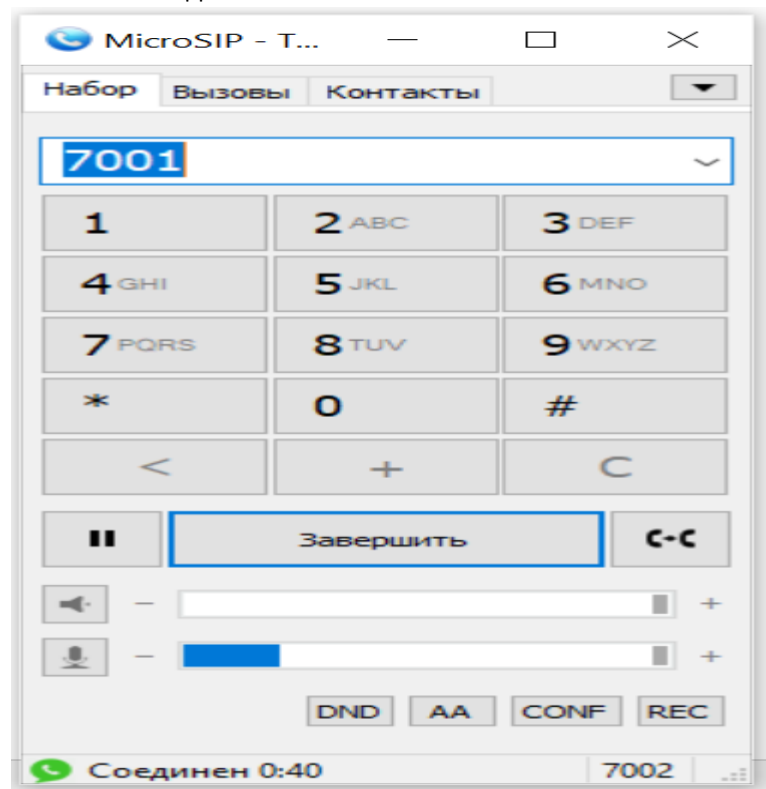 MicroSIP - T...
Набор Вызовы Контакты
7001
1 2 ABC 3 DEF
4 GHI 5 JKL 6 MNO
7 PQRS 8 TUV 9 WXYZ
* 0 #
< + C
Завершить
- +
- +
DND AA CONF REC
Соединен 0:40 7002